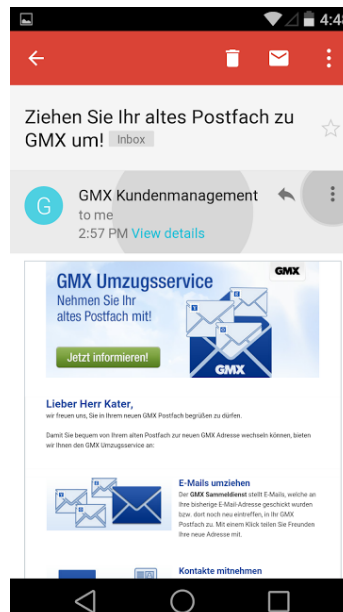 4:48
Ziehen Sie Ihr altes Postfach zu
GMX um! Inbox
G
GMX Kundenmanagement
to me
2:57 PM View details
GMX Umzugsservice
GMX
Nehmen Sie Ihr
altes Postfach mit!
Jetzt informieren!
GMX
Lieber Herr Kater,
wir freuen uns, Sie in Ihrem neuen GMX Postfach begrüßen zu dürfen.
Damit Sie bequem von Ihrem alten Postfach zur neuen GMX Adresse wechseln können, bieten
wir Ihnen den GMX Umzugsservice an:
E-Mails umziehen
Der GMX Sammeldienst stellt E-Mails, welche an
Ihre bisherige E-Mail-Adresse geschickt wurden
bzw. dort noch neu eintreffen, in Ihr GMX
Postfach zu. Mit einem Klick teilen Sie Freunden
Ihre neue Adresse mit.
Kontakte mitnehmen